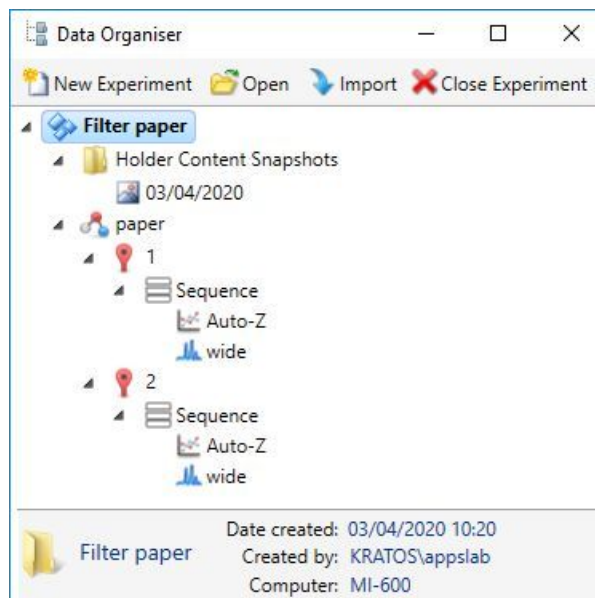 Data Organiser
New Experiment Open Import Close Experiment
Filter paper
Holder Content Snapshots
03/04/2020
paper
1
Sequence
Auto-Z
wide
2
Sequence
Auto-Z
wide
Filter paper
Date created: 03/04/2020 10:20
Created by: KRATOS\appslab
Computer: MI-600